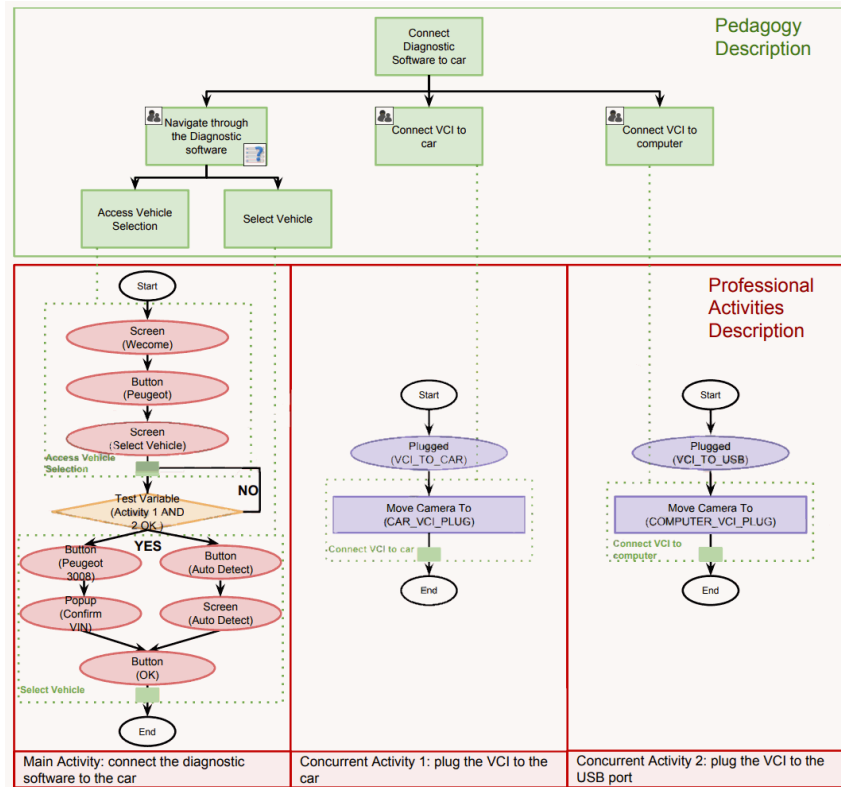 Pedagogy
Description
Connect
Diagnostic
Software to car
Navigate through
the Diagnostic
software
Connect VCI to
car
Connect VCI to
computer
Access Vehicle
Selection
Select Vehicle
Professional
Activities
Description
Start
Screen
(Wecome)
Button
(Peugeot)
Screen
(Select Vehicle)
Access Vehicle
Selection
NO
Test Variable
(Activity 1 AND
2 OK )
YES
Button
(Peugeot
3008)
Button
(Auto Detect)
Popup
(Confirm
VIN)
Screen
(Auto Detect)
Button
(OK)
Select Vehicle
End
Start
Plugged
(VCI_TO_CAR)
Move Camera To
(CAR_VCI_PLUG)
Connect VCI to car
End
Start
Plugged
(VCI_TO_USB)
Move Camera To
(COMPUTER_VCI_PLUG)
Connect VCI to
computer
End
Main Activity: connect the diagnostic
software to the car
Concurrent Activity 1: plug the VCI to the
car
Concurrent Activity 2: plug the VCI to the
USB port